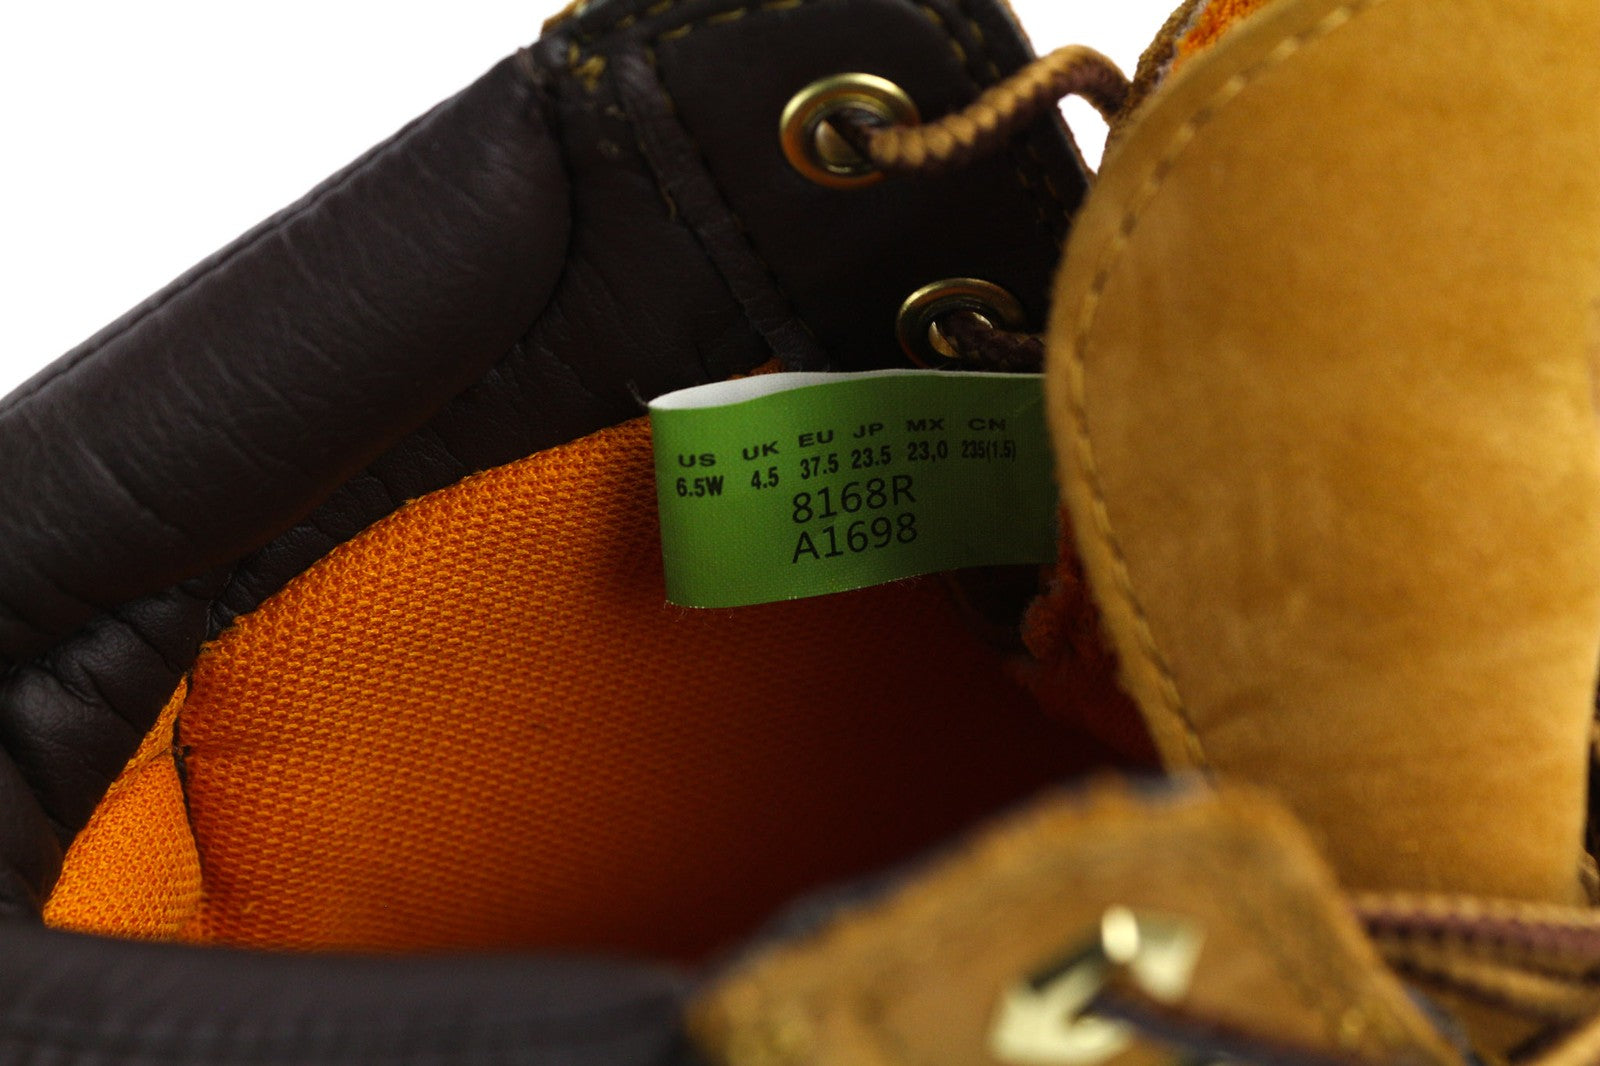 US UK EU JP MX CN
6.5W 4.5 37.5 23.5 23,0 235(1.5)
8168R
A1698